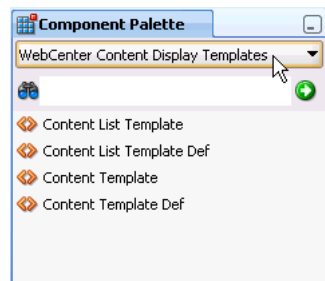 Component Palette
WebCenter Content Display Templates
Content List Template
Content List Template Def
Content Template
Content Template Def